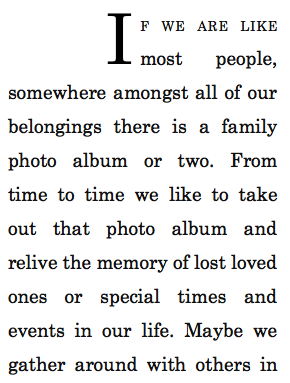 IF WE ARE LIKE
most people,
somewhere amongst all of our
belongings there is a family
photo album or two. From
time to time we like to take
out that photo album and
relive the memory of lost loved
ones or special times and
events in our life. Maybe we
gather around with others in